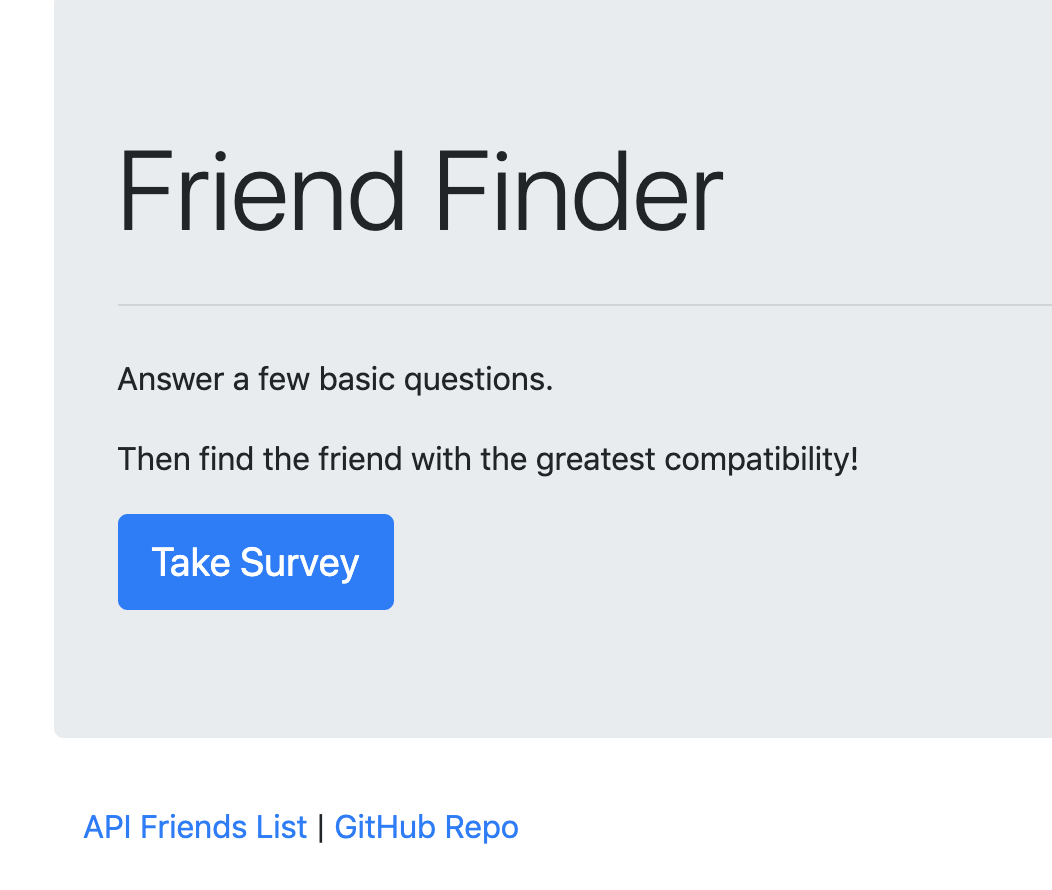 Friend Finder
Answer a few basic questions.
Then find the friend with the greatest compatibility!
Take Survey
API Friends List | GitHub Repo